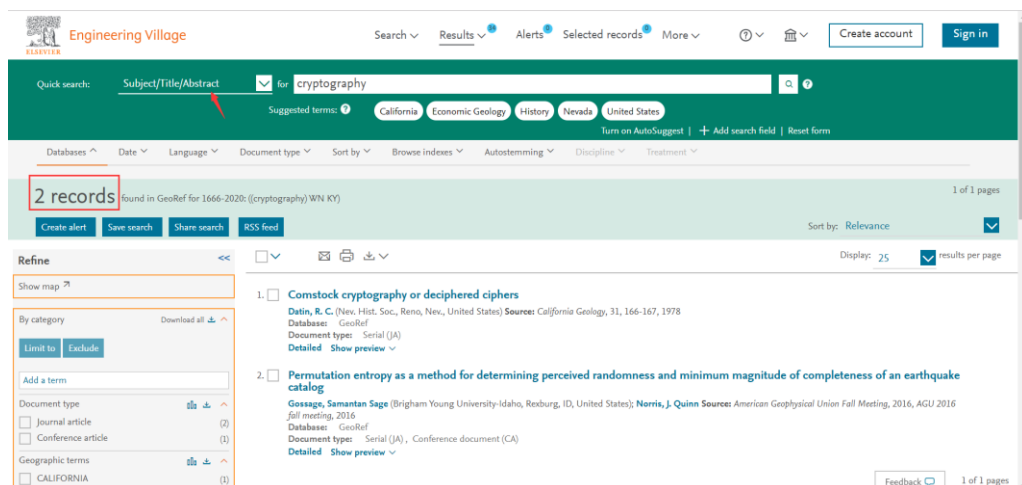 ELSEVIER
Engineering Village
Search Results 24 Alerts 0 Selected records 0 More
Create account
Sign in
Quick search: Subject/Title/Abstract for cryptography
Suggested terms: ? California Economic Geology History Nevada United States
Turn on AutoSuggest | + Add search field | Reset form
Databases Date Language Document type Sort by Browse indexes Autostemming Discipline Treatment
2 records found in GeoRef for 1666-2020: ((cryptography) WN KY)
1 of 1 pages
Create alert Save search Share search RSS feed
Sort by: Relevance
Refine <<
Display: 25 results per page
Show map
By category Download all
Limit to Exclude
Add a term
Document type
Journal article (2)
Conference article (1)
Geographic terms
CALIFORNIA (1)
1. Comstock cryptography or deciphered ciphers
Datin, R. C. (Nev. Hist. Soc., Reno, Nev., United States) Source: California Geology, 31, 166-167, 1978
Database: GeoRef
Document type: Serial (JA)
Detailed Show preview
2. Permutation entropy as a method for determining perceived randomness and minimum magnitude of completeness of an earthquake
catalog
Gossage, Samantan Sage (Brigham Young University-Idaho, Rexburg, ID, United States); Norris, J. Quinn Source: American Geophysical Union Fall Meeting, 2016, AGU 2016
fall meeting, 2016
Database: GeoRef
Document type: Serial (JA) , Conference document (CA)
Detailed Show preview
Feedback
1 of 1 pages